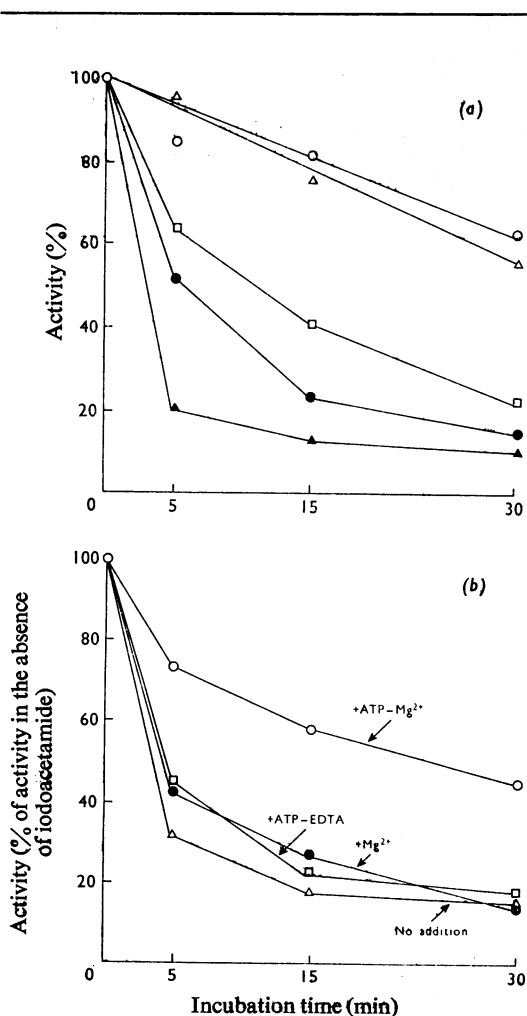 (a)
Activity (%)
100
80
60
40
20
0
5
15
30
(b)
Activity (% of activity in the absence
of iodoacetamide)
100
80
60
40
20
0
+ATP–Mg2+
+ATP–EDTA
+Mg2+
No addition
5
15
30
Incubation time (min)